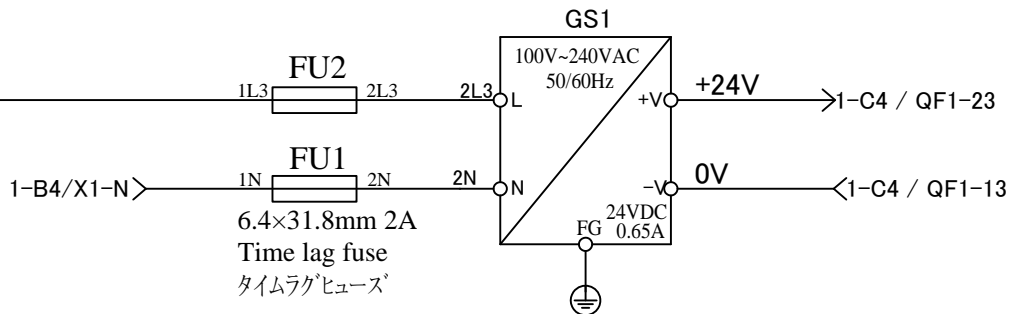 GS1
100V~240VAC
50/60Hz
FU2
1L3
2L3
2L3
L
+V
+24V
1-C4 / QF1-23
1-B4/X1-N
FU1
1N
2N
2N
N
-V
0V
1-C4 / QF1-13
24VDC
0.65A
FG
6.4×31.8mm 2A
Time lag fuse
タイムラグヒューズ